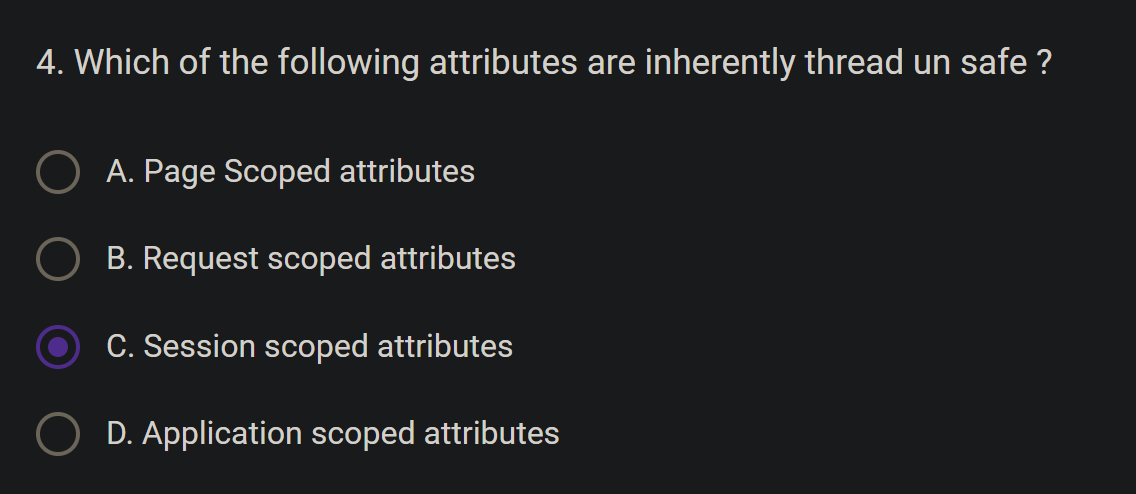 4. Which of the following attributes are inherently thread un safe ?
A. Page Scoped attributes
B. Request scoped attributes
C. Session scoped attributes
D. Application scoped attributes